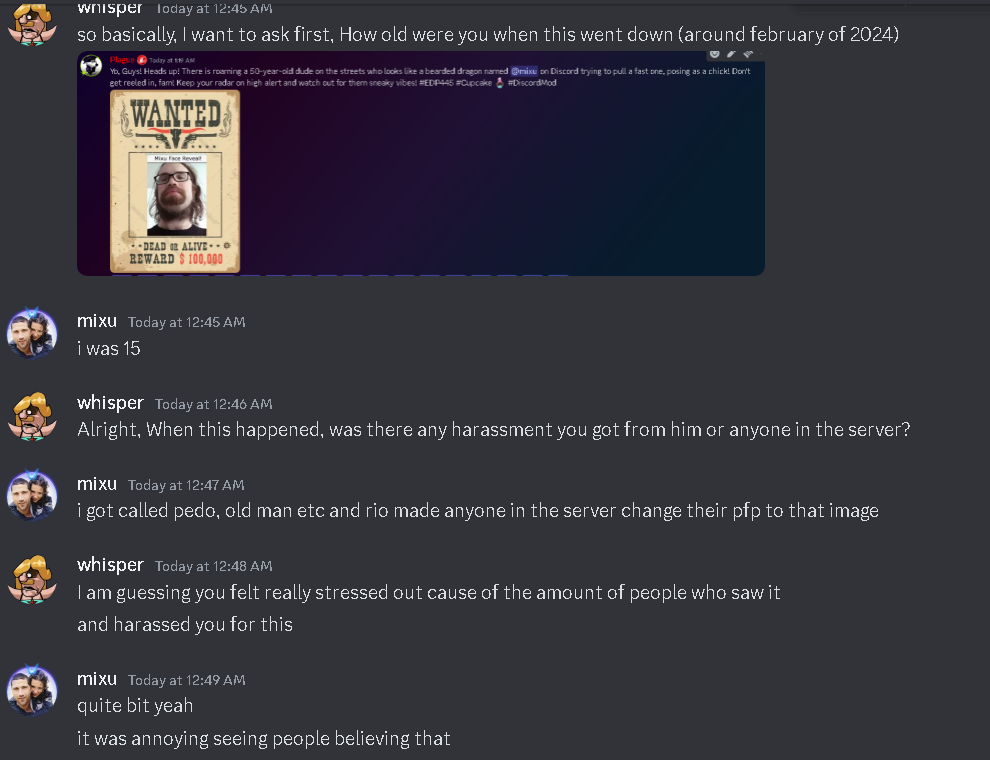 whisper Today at 12:45 AM
so basically, I want to ask first, How old were you when this went down (around february of 2024)
Plague Today at 1:19 AM
Yo, Guys! Heads up! There is roaming a 50-year-old dude on the streets who looks like a bearded dragon named @mixu on Discord trying to pull a fast one, posing as a chick! Don't
get reeled in, fam! Keep your radar on high alert and watch out for them sneaky vibes! #EDP445 #Cupcake #DiscordMod
WANTED
Mixu Face Reveal!
DEAD OR ALIVE
REWARD $ 100,000
mixu Today at 12:45 AM
i was 15
whisper Today at 12:46 AM
Alright, When this happened, was there any harassment you got from him or anyone in the server?
mixu Today at 12:47 AM
i got called pedo, old man etc and rio made anyone in the server change their pfp to that image
whisper Today at 12:48 AM
I am guessing you felt really stressed out cause of the amount of people who saw it
and harassed you for this
mixu Today at 12:49 AM
quite bit yeah
it was annoying seeing people believing that